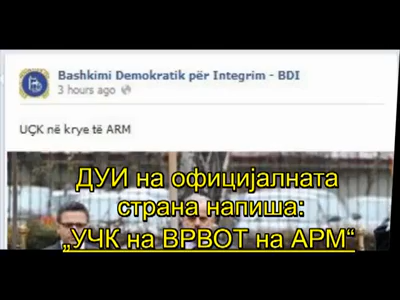 Bashkimi Demokratik për Integrim - BDI
3 hours ago
UÇK në krye të ARM
ДУИ на официјалната
страна напиша:
„УЧК на ВРВОТ на АРМ“